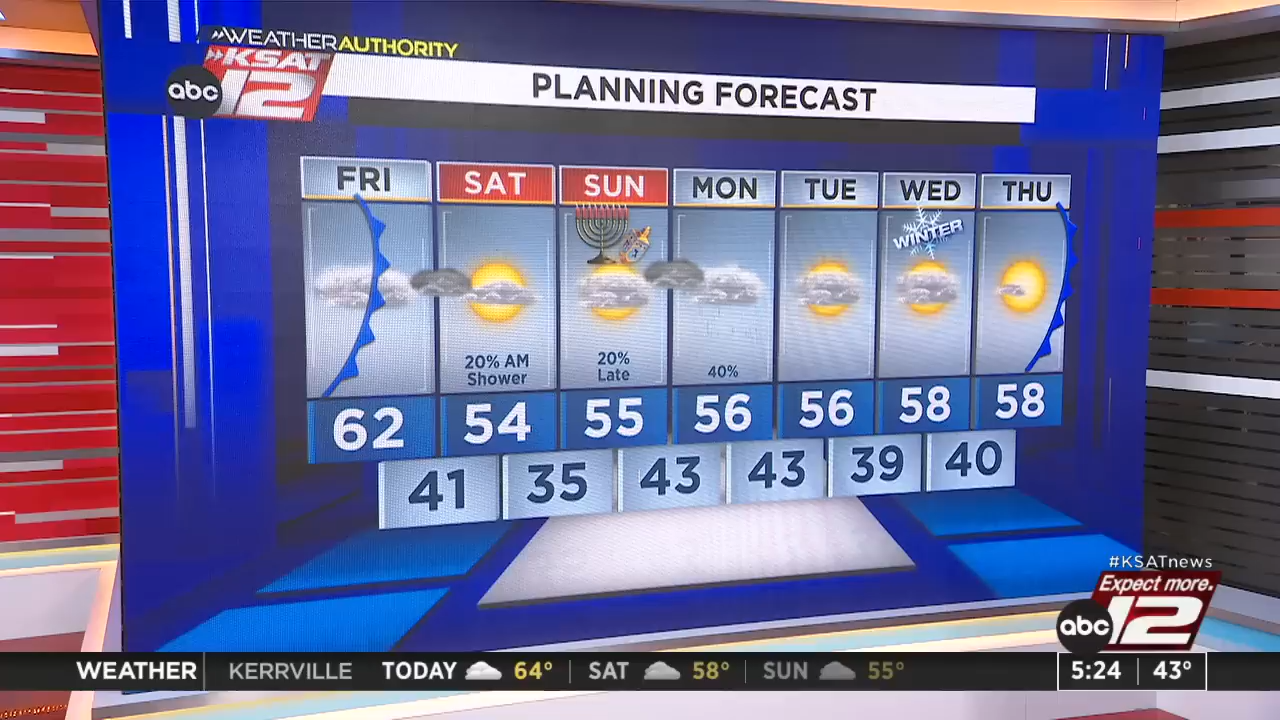 WEATHERAUTHORITY
KSAT
abc 12
PLANNING FORECAST
FRI SAT SUN MON TUE WED THU
WINTER
20% AM
Shower
20%
Late
40%
62 54 55 56 56 58 58
41 35 43 43 39 40
#KSATnews
Expect more.
abc 12
WEATHER KERRVILLE TODAY 64° SAT 58° SUN 55° 5:24 43°